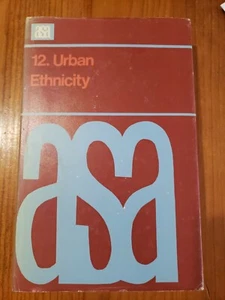 asa
12. Urban
Ethnicity
asa